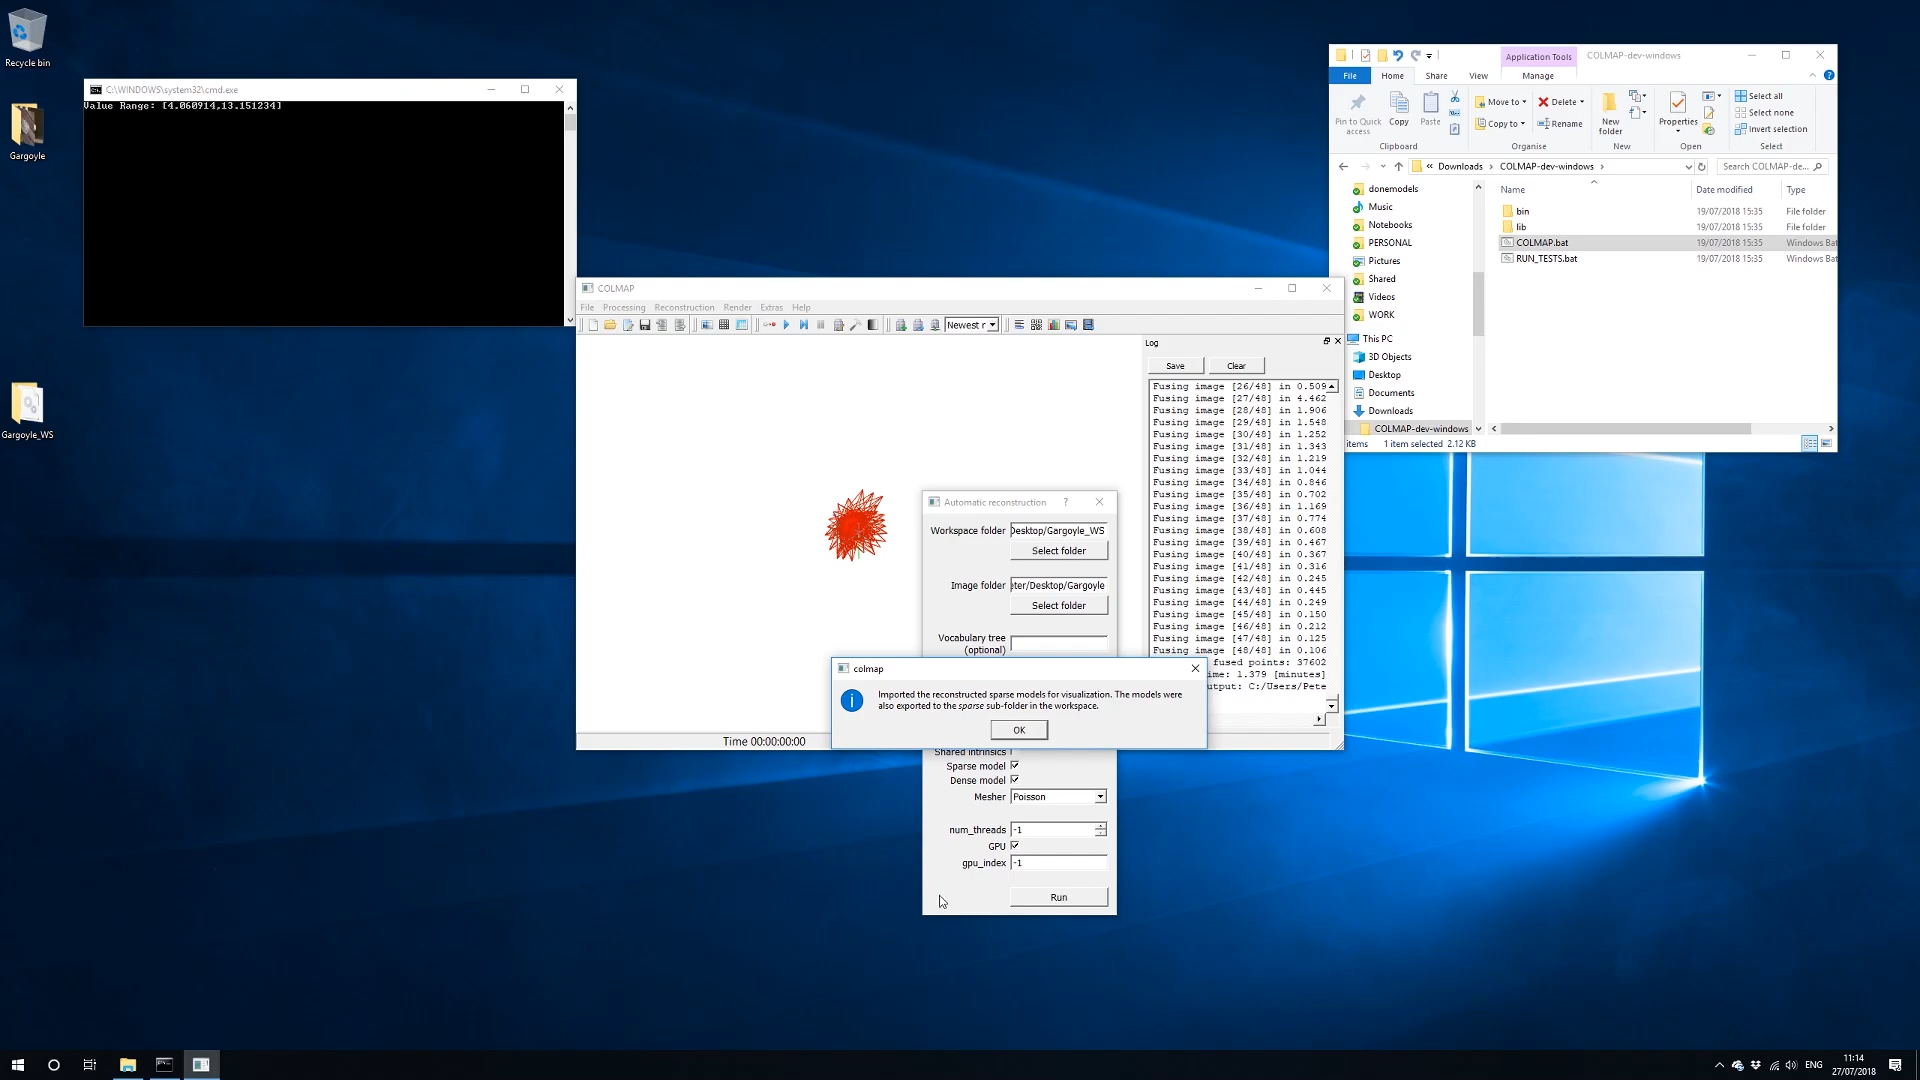 Recycle bin
Gargoyle
Gargoyle_WS
C:\WINDOWS\system32\cmd.exe
Value Range: [4.060914,13.151234]
Application Tools
COLMAP-dev-windows
File Home Share View Manage
Pin to Quick access
Copy
Paste
Move to
Copy to
Delete
Rename
New folder
Properties
Select all
Select none
Invert selection
Clipboard
Organise
New
Open
Select
« Downloads › COLMAP-dev-windows ›
Search COLMAP-de...
donemodels
Music
Notebooks
PERSONAL
Pictures
Shared
Videos
WORK
This PC
3D Objects
Desktop
Documents
Downloads
COLMAP-dev-windows
Name Date modified Type
bin 19/07/2018 15:35 File folder
lib 19/07/2018 15:35 File folder
COLMAP.bat 19/07/2018 15:35 Windows Bat
RUN_TESTS.bat 19/07/2018 15:35 Windows Bat
items 1 item selected 2.12 KB
COLMAP
File Processing Reconstruction Render Extras Help
Newest r
Log
Save Clear
Fusing image [26/48] in 0.509
Fusing image [27/48] in 4.462
Fusing image [28/48] in 1.906
Fusing image [29/48] in 1.548
Fusing image [30/48] in 1.252
Fusing image [31/48] in 1.343
Fusing image [32/48] in 1.219
Fusing image [33/48] in 1.044
Fusing image [34/48] in 0.846
Fusing image [35/48] in 0.702
Fusing image [36/48] in 1.169
Fusing image [37/48] in 0.774
Fusing image [38/48] in 0.608
Fusing image [39/48] in 0.467
Fusing image [40/48] in 0.367
Fusing image [41/48] in 0.316
Fusing image [42/48] in 0.245
Fusing image [43/48] in 0.445
Fusing image [44/48] in 0.249
Fusing image [45/48] in 0.150
Fusing image [46/48] in 0.212
Fusing image [47/48] in 0.125
Fusing image [48/48] in 0.106
fused points: 37602
ime: 1.379 [minutes]
utput: C:/Users/Pete
Time 00:00:00:00
Automatic reconstruction ?
Workspace folder Desktop/Gargoyle_WS
Select folder
Image folder eter/Desktop/Gargoyle
Select folder
Vocabulary tree
(optional)
colmap
Imported the reconstructed sparse models for visualization. The models were
also exported to the sparse sub-folder in the workspace.
OK
Shared intrinsics
Sparse model
Dense model
Mesher Poisson
num_threads -1
GPU
gpu_index -1
Run
ENG
11:14
27/07/2018